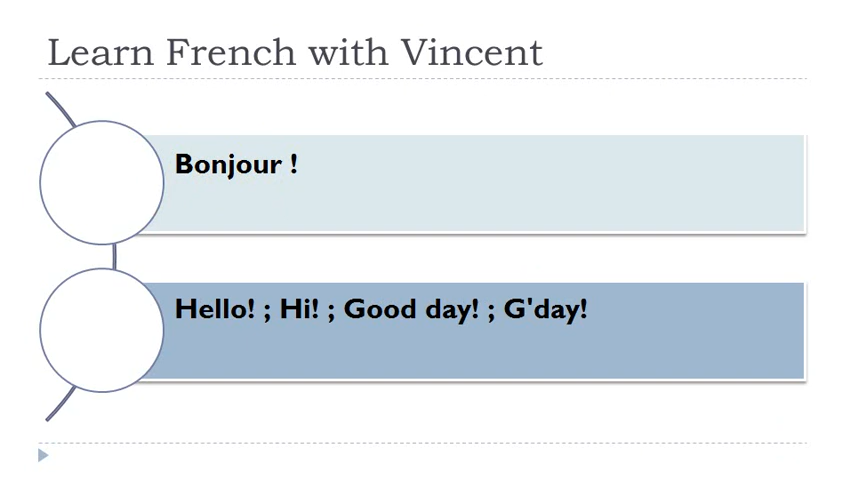 Learn French with Vincent
Bonjour !
Hello! ; Hi! ; Good day! ; G'day!